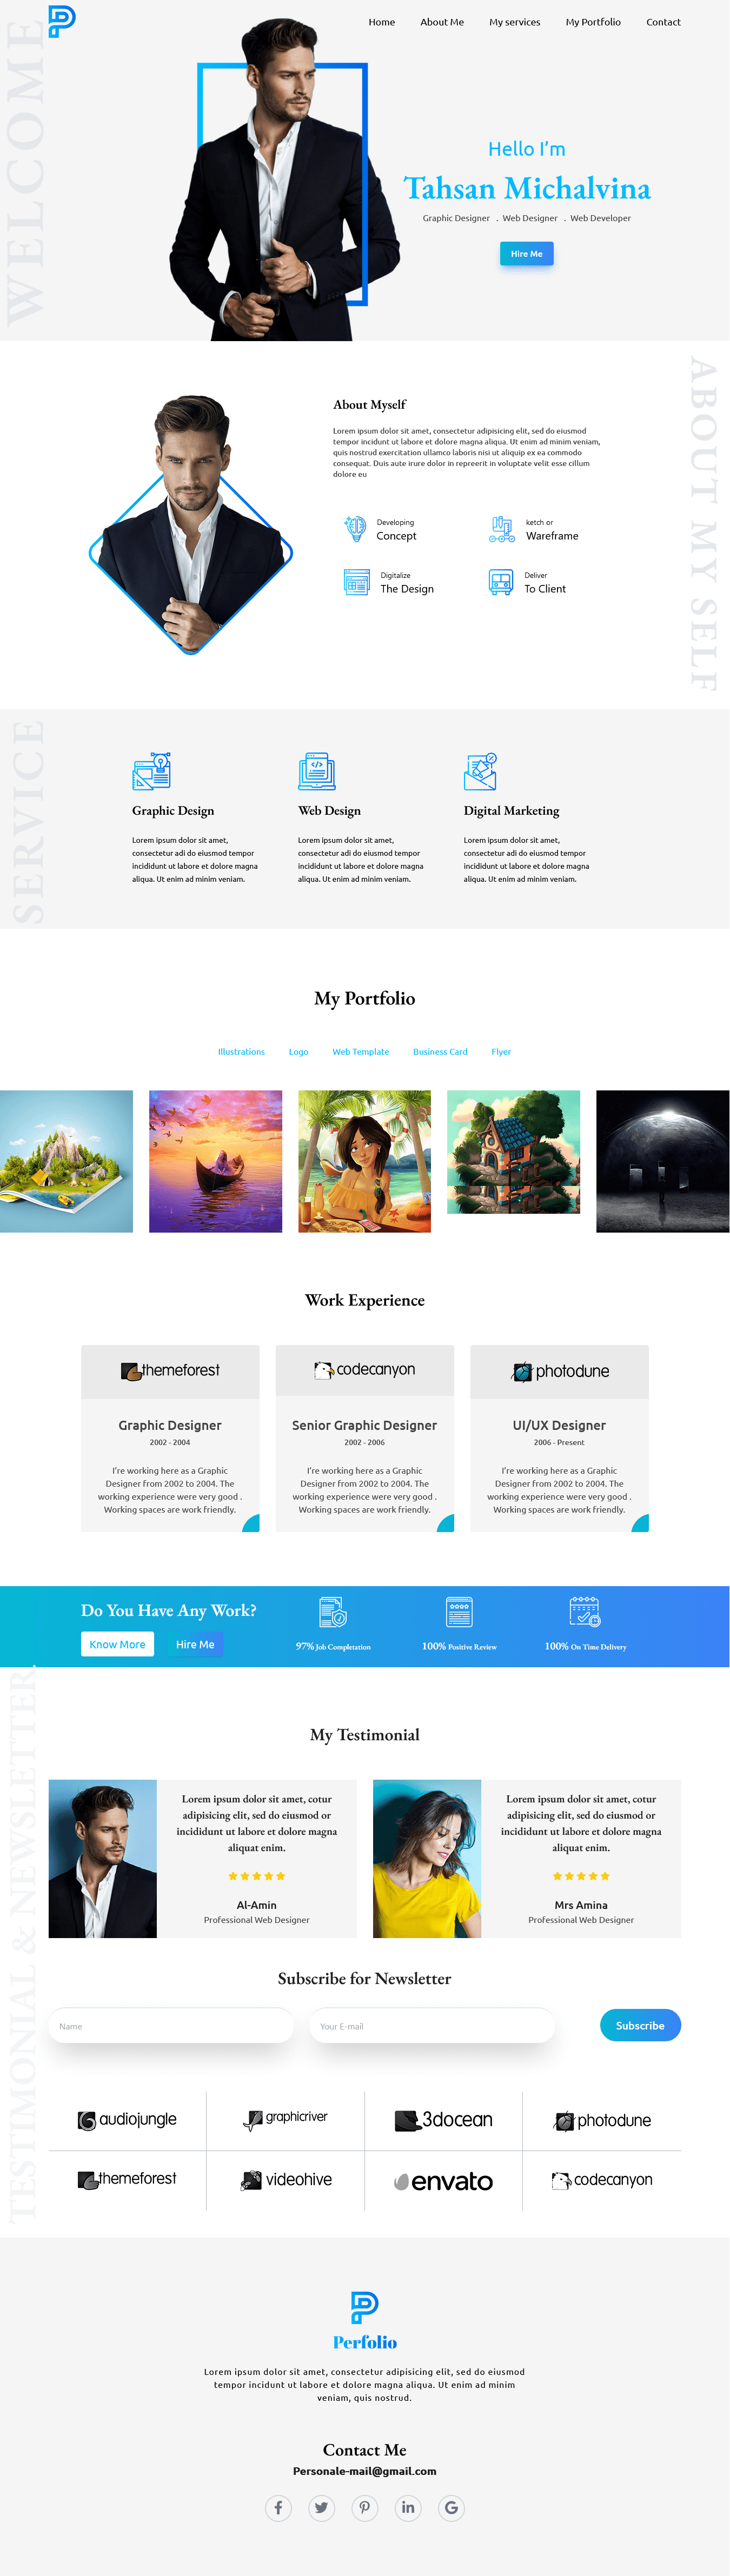 Home About Me My services My Portfolio Contact
WELCOME
Hello I'm
Tahsan Michalvina
Graphic Designer . Web Designer . Web Developer
Hire Me
ABOUT MY SELF
About Myself
Lorem ipsum dolor sit amet, consectetur adipisicing elit, sed do eiusmod
tempor incidunt ut labore et dolore magna aliqua. Ut enim ad minim veniam,
quis nostrud exercitation ullamco laboris nisi ut aliquip ex ea commodo
consequat. Duis aute irure dolor in repreerit in voluptate velit esse cillum
dolore eu
Developing
Concept
ketch or
Wareframe
Digitalize
The Design
Deliver
To Client
SERVICE
Graphic Design
Lorem ipsum dolor sit amet,
consectetur adi do eiusmod tempor
incididunt ut labore et dolore magna
aliqua. Ut enim ad minim veniam.
Web Design
Lorem ipsum dolor sit amet,
consectetur adi do eiusmod tempor
incididunt ut labore et dolore magna
aliqua. Ut enim ad minim veniam.
Digital Marketing
Lorem ipsum dolor sit amet,
consectetur adi do eiusmod tempor
incididunt ut labore et dolore magna
aliqua. Ut enim ad minim veniam.
My Portfolio
Illustrations Logo Web Template Business Card Flyer
Work Experience
themeforest
Graphic Designer
2002 - 2004
I're working here as a Graphic
Designer from 2002 to 2004. The
working experience were very good .
Working spaces are work friendly.
codecanyon
Senior Graphic Designer
2002 - 2006
I're working here as a Graphic
Designer from 2002 to 2004. The
working experience were very good .
Working spaces are work friendly.
photodune
UI/UX Designer
2006 - Present
I're working here as a Graphic
Designer from 2002 to 2004. The
working experience were very good .
Working spaces are work friendly.
Do You Have Any Work?
Know More Hire Me
97% Job Completation
100% Positive Review
100% On Time Delivery
TESTIMONIAL & NEWSLETTER.
My Testimonial
Lorem ipsum dolor sit amet, cotur
adipisicing elit, sed do eiusmod or
incididunt ut labore et dolore magna
aliquat enim.
Al-Amin
Professional Web Designer
Lorem ipsum dolor sit amet, cotur
adipisicing elit, sed do eiusmod or
incididunt ut labore et dolore magna
aliquat enim.
Mrs Amina
Professional Web Designer
Subscribe for Newsletter
Name Your E-mail Subscribe
audiojungle graphicriver 3docean photodune
themeforest videohive envato codecanyon
Perfolio
Lorem ipsum dolor sit amet, consectetur adipisicing elit, sed do eiusmod
tempor incidunt ut labore et dolore magna aliqua. Ut enim ad minim
veniam, quis nostrud.
Contact Me
Personale-mail@gmail.com